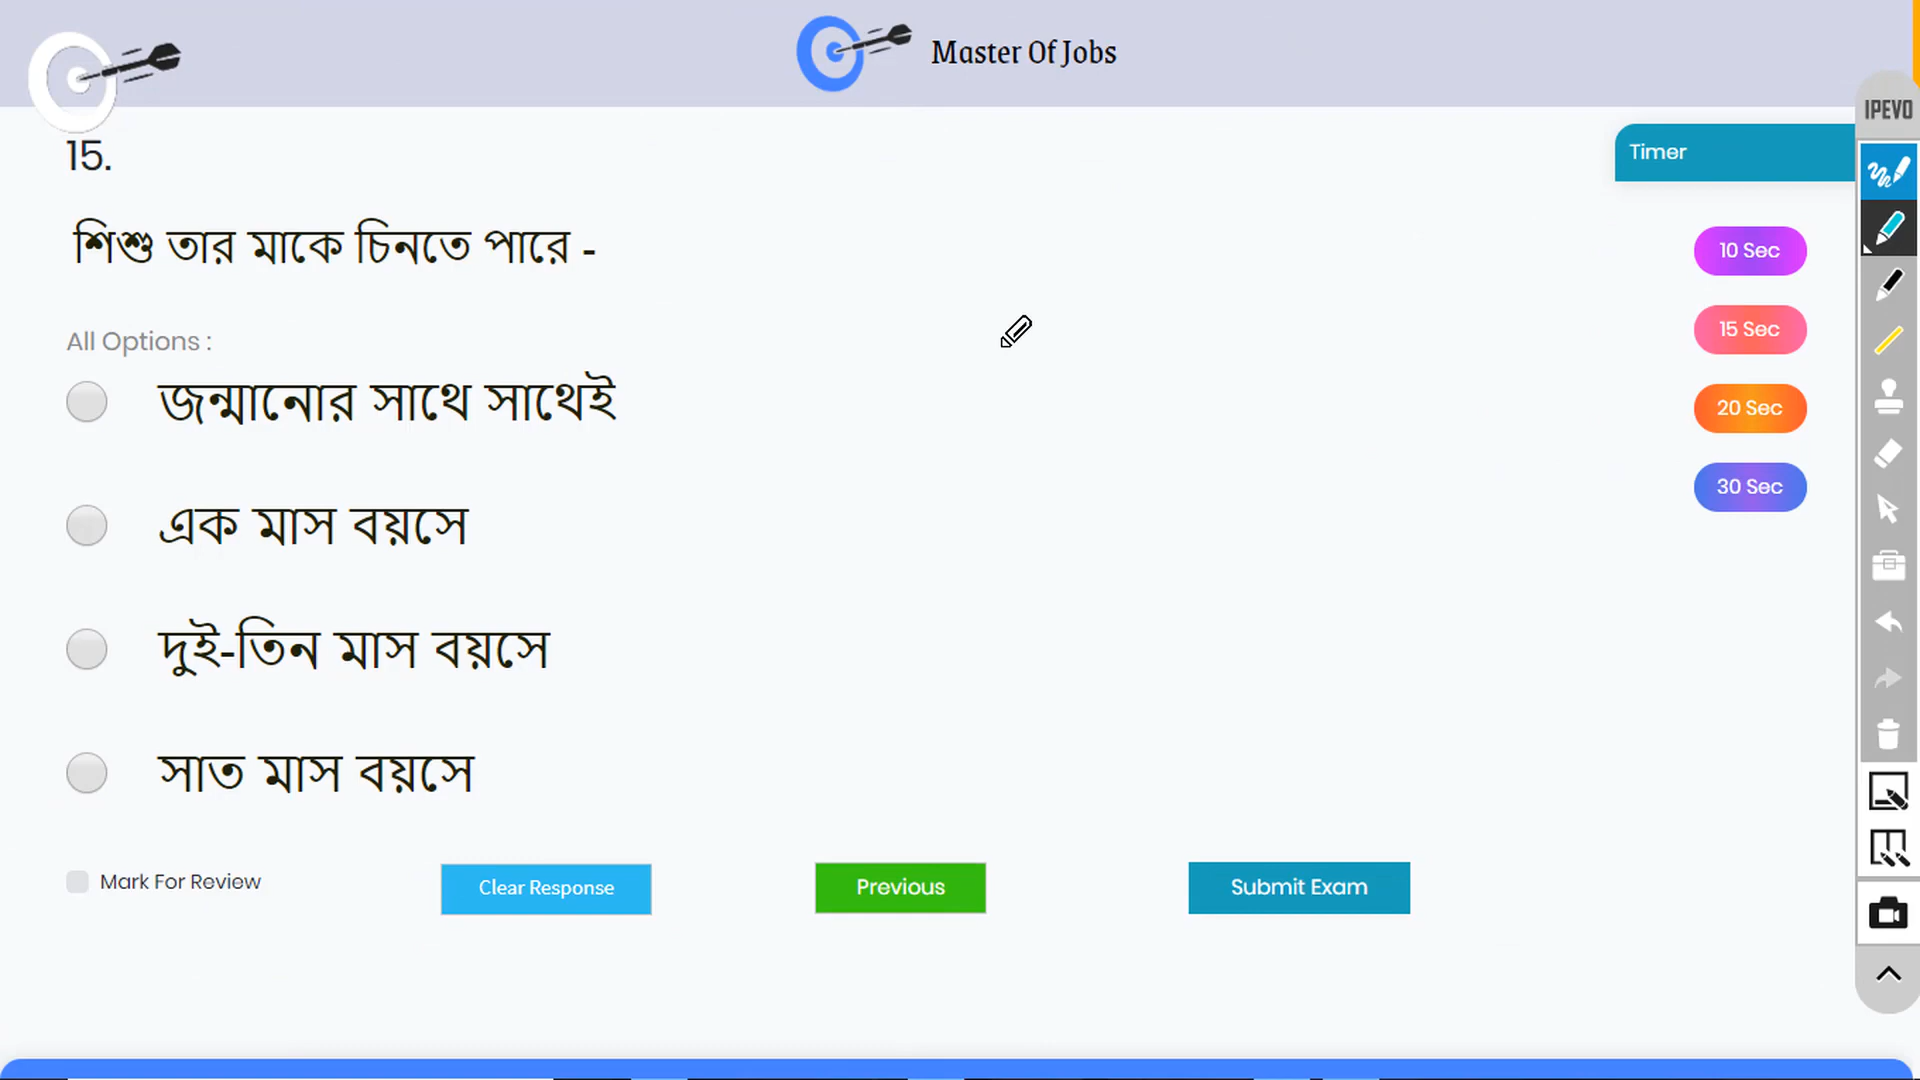 Master Of Jobs
IPEVO
15.
Timer
শিশু তার মাকে চিনতে পারে -
10 Sec
All Options :
15 Sec
জন্মানোর সাথে সাথেই
20 Sec
30 Sec
এক মাস বয়সে
দুই-তিন মাস বয়সে
সাত মাস বয়সে
Mark For Review
Clear Response
Previous
Submit Exam